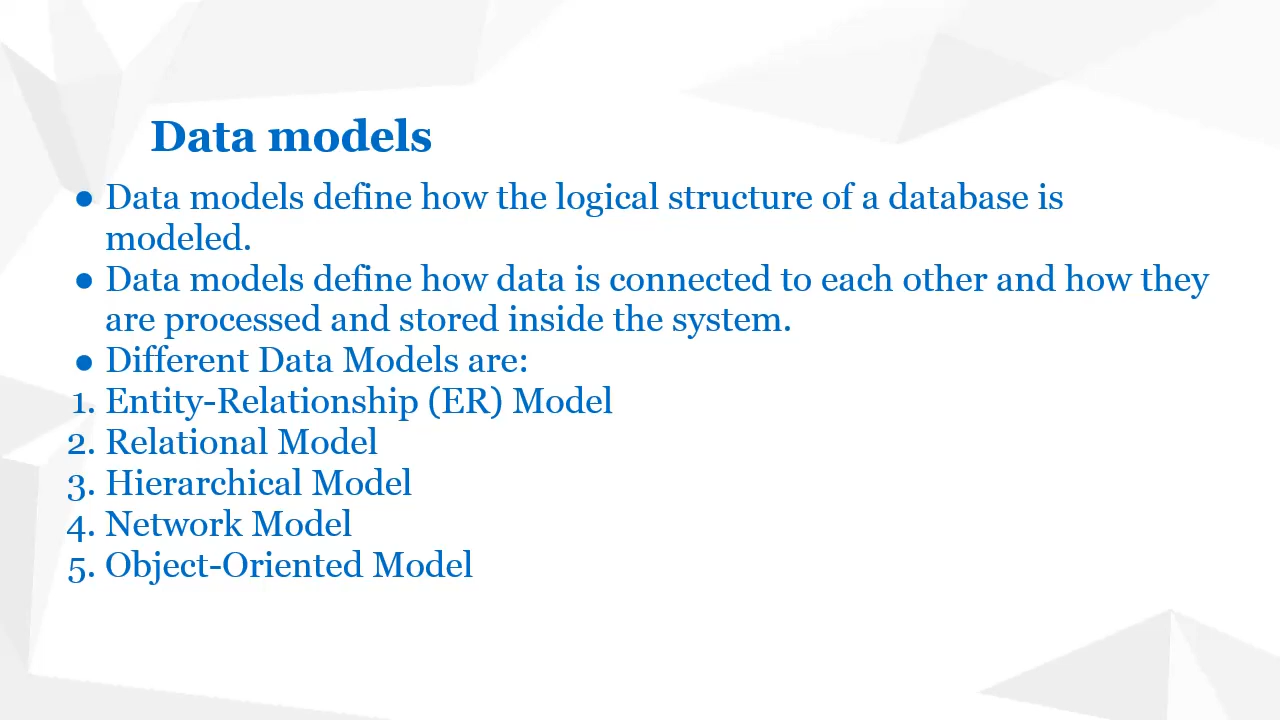 Data models
● Data models define how the logical structure of a database is
modeled.
● Data models define how data is connected to each other and how they
are processed and stored inside the system.
● Different Data Models are:
1. Entity-Relationship (ER) Model
2. Relational Model
3. Hierarchical Model
4. Network Model
5. Object-Oriented Model